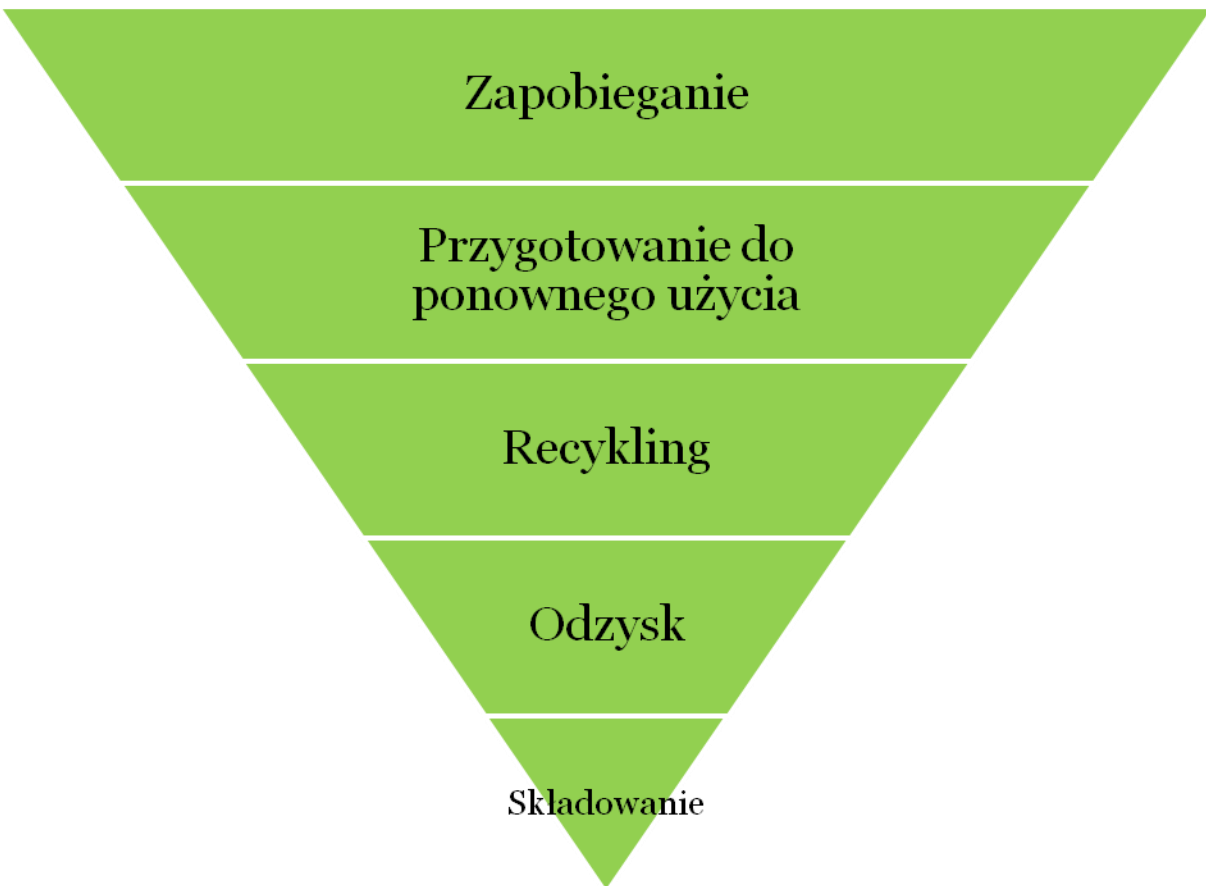 Zapobieganie
Przygotowanie do
ponownego użycia
Recykling
Odzysk
Składowanie